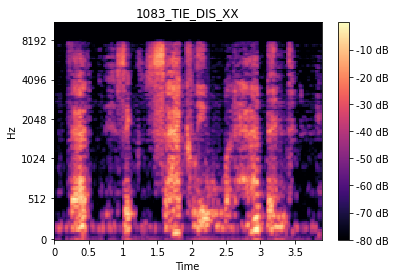 1083_TIE_DIS_XX
8192
4096
2048
1024
512
0
Hz
0 0.5 1 1.5 2 2.5 3 3.5
Time
-10 dB
-20 dB
-30 dB
-40 dB
-50 dB
-60 dB
-70 dB
-80 dB